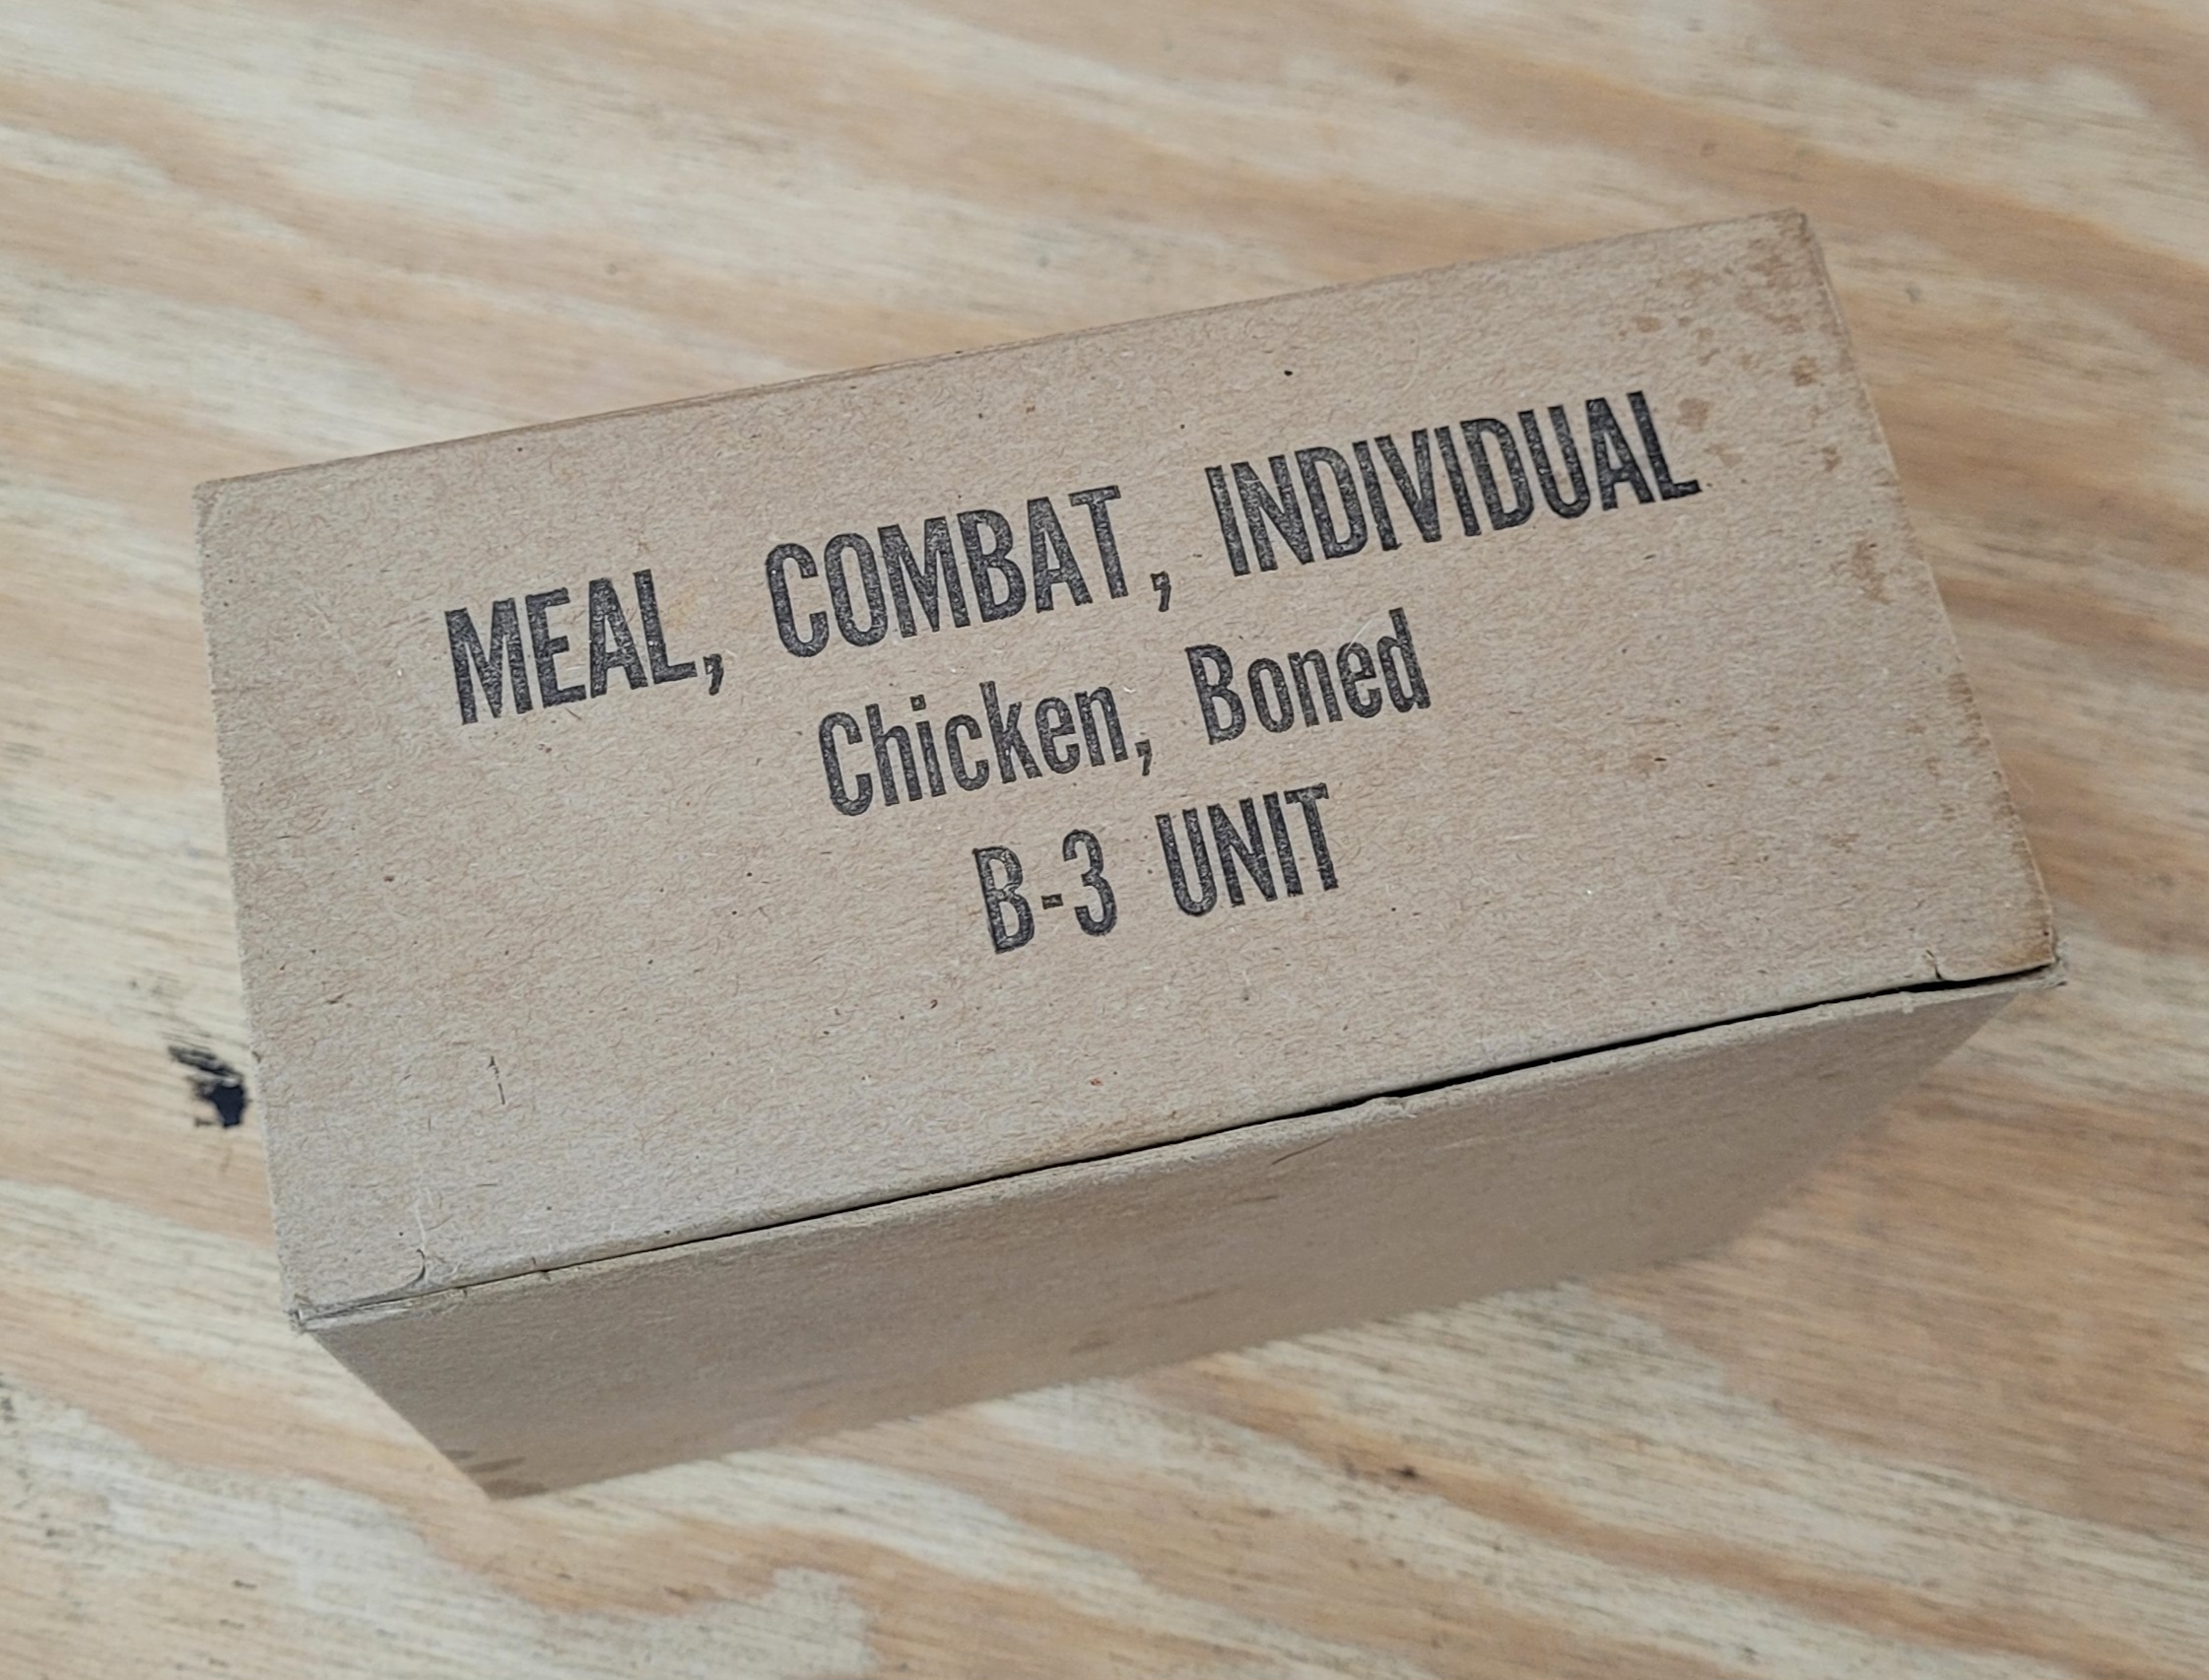 MEAL, COMBAT, INDIVIDUAL
Chicken, Boned
B-3 UNIT